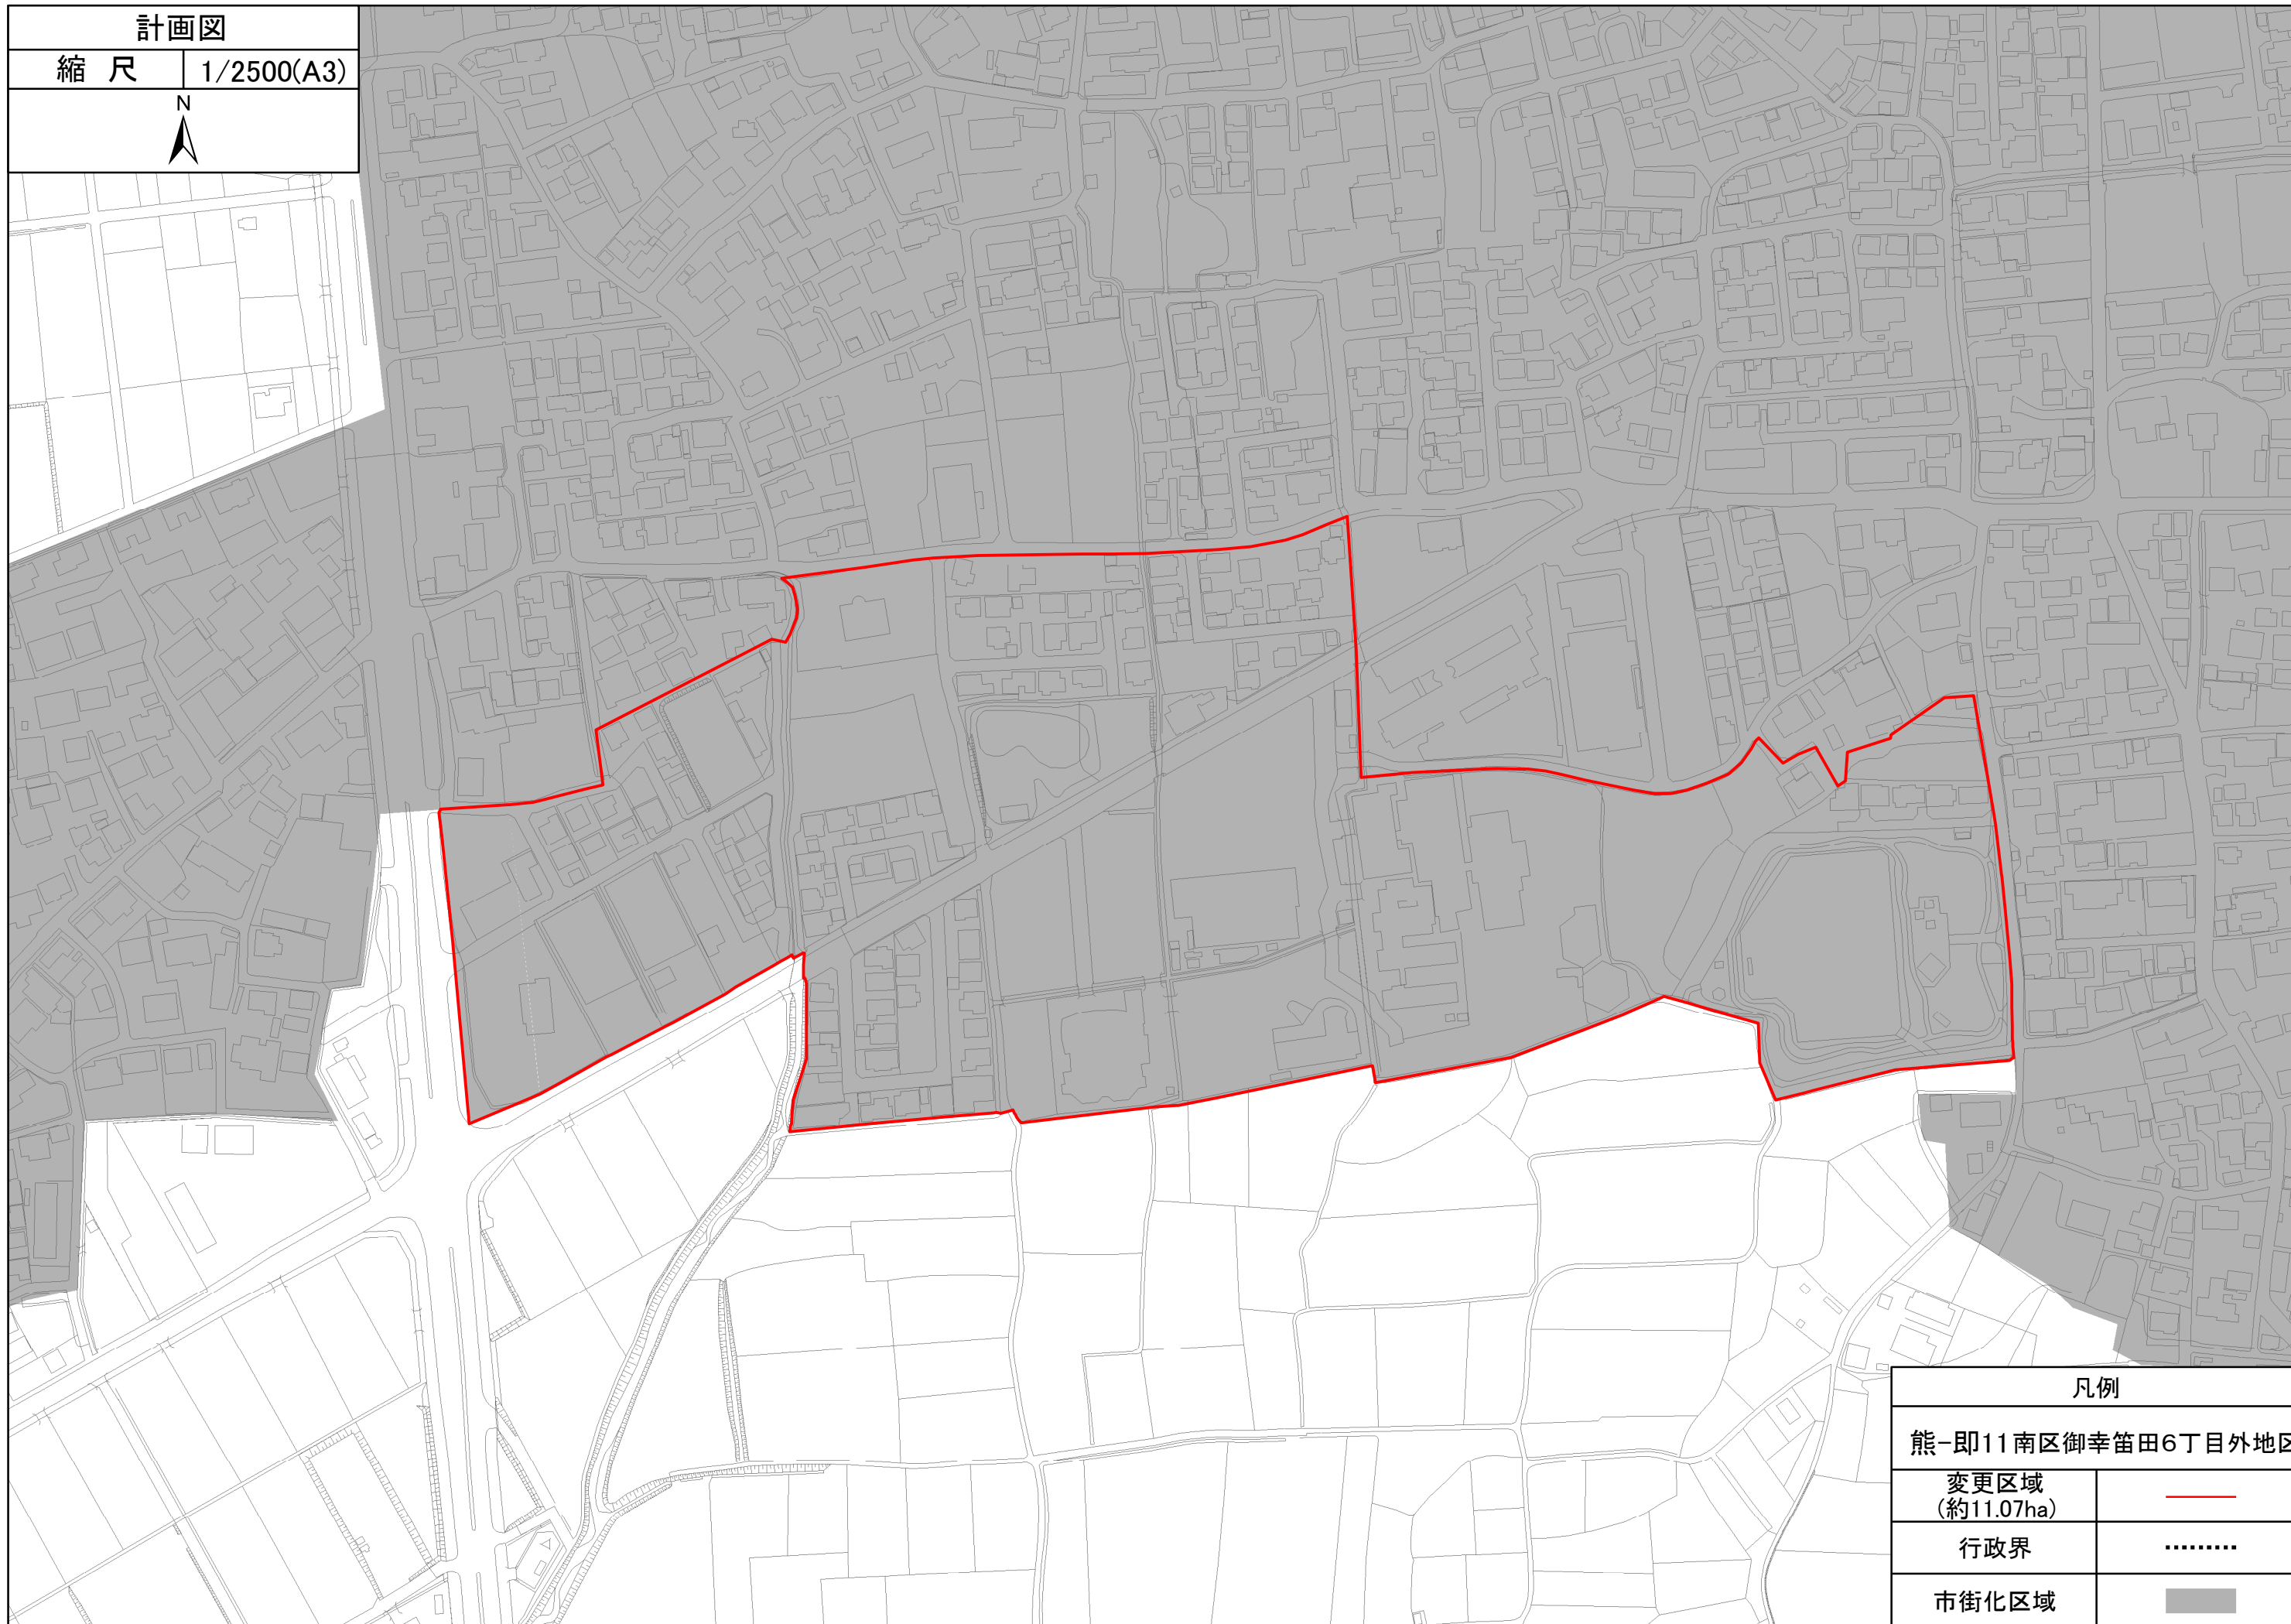 計画図
縮 尺 1/2500(A3)
N
凡例
熊-即11南区御幸笛田6丁目外地区
変更区域
(約11.07ha)
行政界
市街化区域